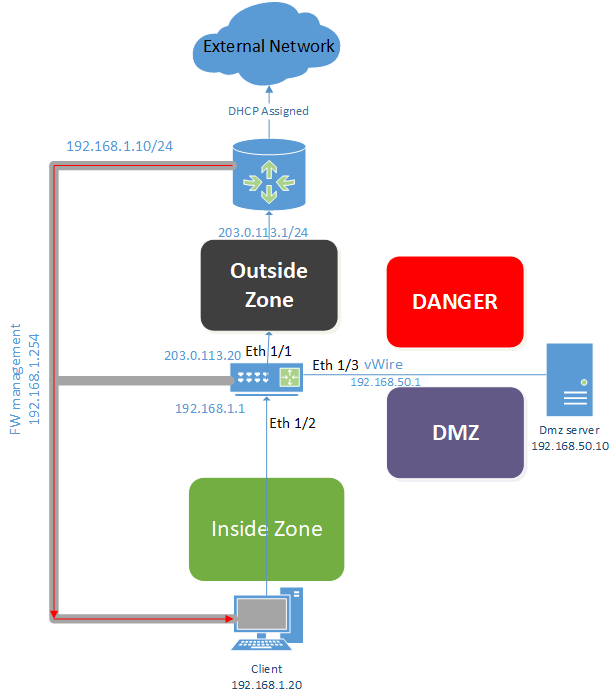 External Network
DHCP Assigned
192.168.1.10/24
203.0.113.1/24
Outside
Zone
DANGER
203.0.113.20
Eth 1/1
Eth 1/3
vWire
192.168.50.1
192.168.1.1
Eth 1/2
DMZ
Dmz server
192.168.50.10
FW management
192.168.1.254
Inside Zone
Client
192.168.1.20